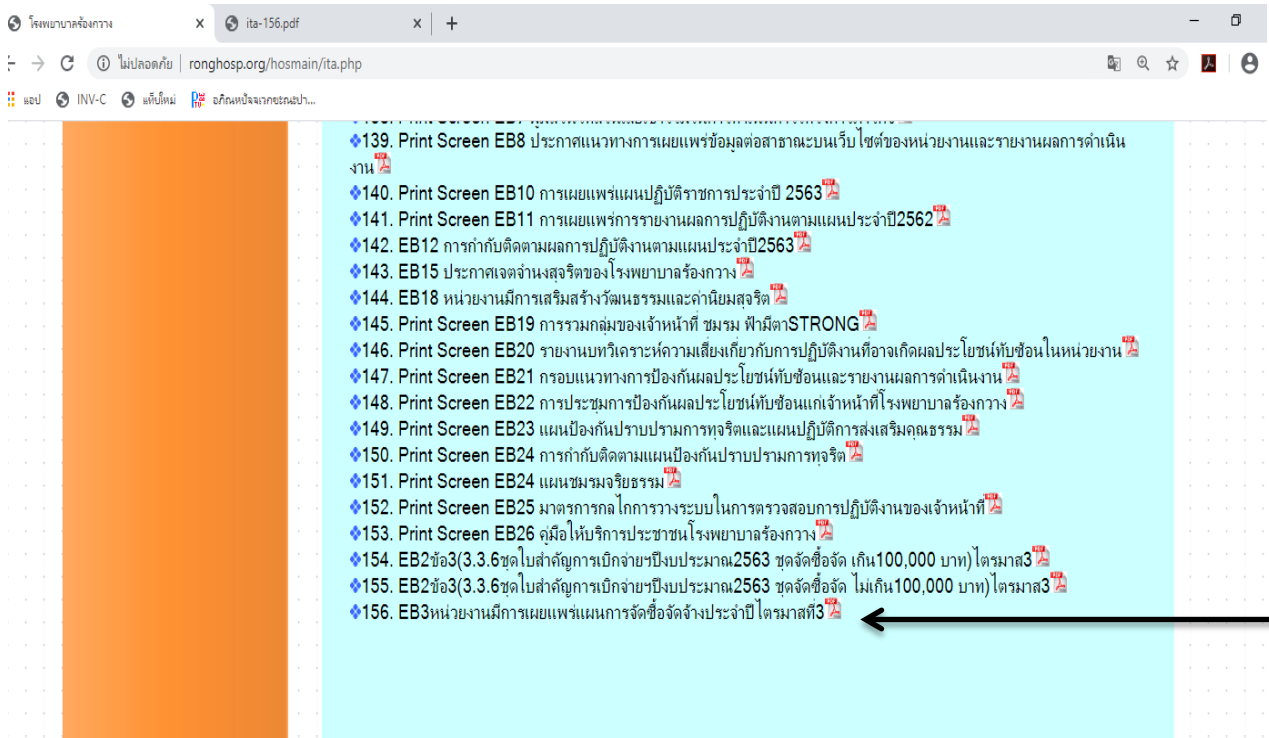 โรงพยาบาลร้องกวาง
ita-156.pdf
ไม่ปลอดภัย | ronghosp.org/hosmain/ita.php
แอป INV-C แท็บใหม่
139. Print Screen EB8 ประกาศแนวทางการเผยแพร่ข้อมูลต่อสาธาณะบนเว็บไซต์ของหน่วยงานและรายงานผลการดำเนิน
งาน
140. Print Screen EB10 การเผยแพร่แผนปฏิบัติราชการประจำปี 2563
141. Print Screen EB11 การเผยแพร่การรายงานผลการปฏิบัติงานตามแผนประจำปี2562
142. EB12 การกำกับติดตามผลการปฏิบัติงานตามแผนประจำปี2563
143. EB15 ประกาศเจตจำนงสุจริตของโรงพยาบาลร้องกวาง
144. EB18 หน่วยงานมีการเสริมสร้างวัฒนธรรมและค่านิยมสุจริต
145. Print Screen EB19 การรวมกลุ่มของเจ้าหน้าที่ ชมรม ฟ้ามีตาSTRONG
146. Print Screen EB20 รายงานบทวิเคราะห์ความเสี่ยงเกี่ยวกับการปฏิบัติงานที่อาจเกิดผลประโยชน์ทับซ้อนในหน่วยงาน
147. Print Screen EB21 กรอบแนวทางการป้องกันผลประโยชน์ทับซ้อนและรายงานผลการดำเนินงาน
148. Print Screen EB22 การประชุมการป้องกันผลประโยชน์ทับซ้อนแก่เจ้าหน้าที่โรงพยาบาลร้องกวาง
149. Print Screen EB23 แผนป้องกันปราบปรามการทุจริตและแผนปฏิบัติการส่งเสริมคุณธรรม
150. Print Screen EB24 การกำกับติดตามแผนป้องกันปราบปรามการทุจริต
151. Print Screen EB24 แผนชมรมจริยธรรม
152. Print Screen EB25 มาตรการกลไกการวางระบบในการตรวจสอบการปฏิบัติงานของเจ้าหน้าที่
153. Print Screen EB26 คู่มือให้บริการประชาชนโรงพยาบาลร้องกวาง
154. EB2ข้อ3(3.3.6ชุดใบสำคัญการเบิกจ่ายฯปีงบประมาณ2563 ชุดจัดซื้อจัด เกิน100,000 บาท)ไตรมาส3
155. EB2ข้อ3(3.3.6ชุดใบสำคัญการเบิกจ่ายฯปีงบประมาณ2563 ชุดจัดซื้อจัด ไม่เกิน100,000 บาท)ไตรมาส3
156. EB3หน่วยงานมีการเผยแพร่แผนการจัดซื้อจัดจ้างประจำปี ไตรมาสที่3